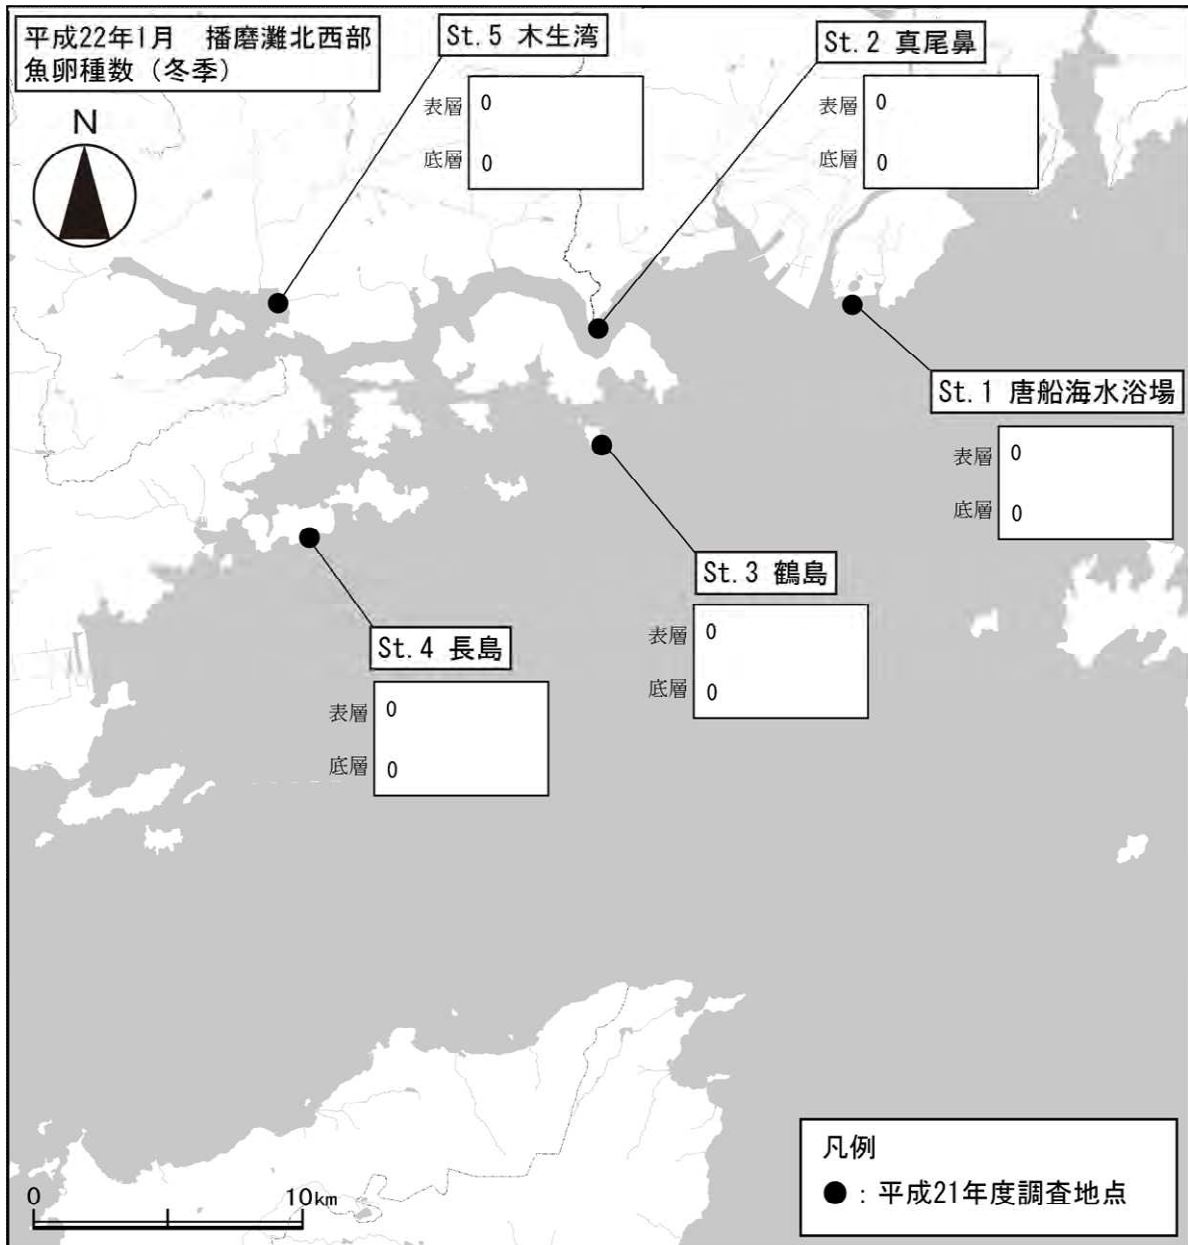 平成22年1月　播磨灘北西部
魚卵種数（冬季）
N
St.5 木生湾
表層 0
底層 0
St.2 真尾鼻
表層 0
底層 0
St.1 唐船海水浴場
表層 0
底層 0
St.3 鶴島
表層 0
底層 0
St.4 長島
表層 0
底層 0
0 10km
凡例
●：平成21年度調査地点